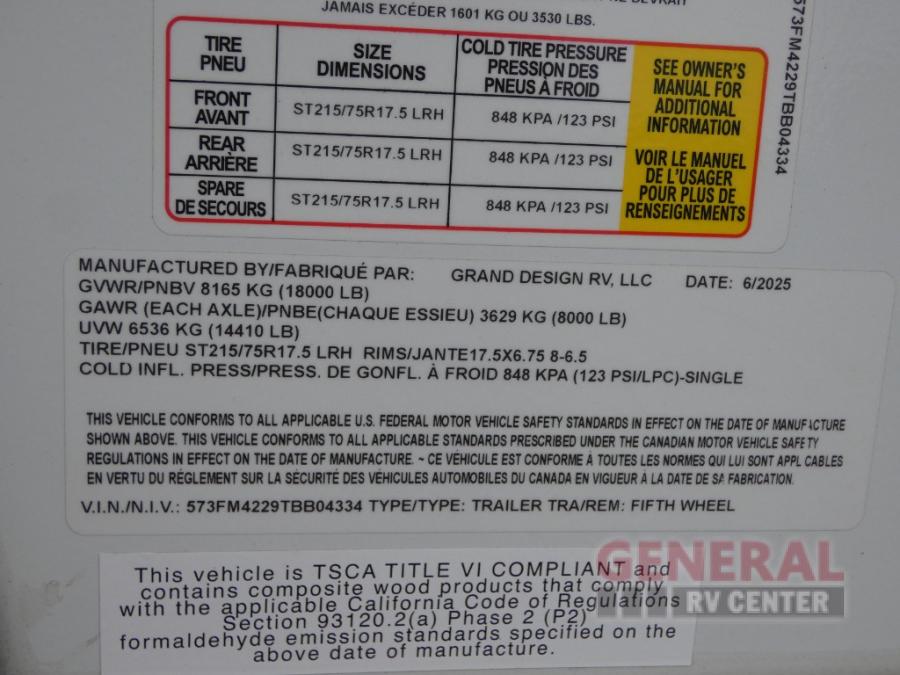 JAMAIS EXCÉDER 1601 KG OU 3530 LBS.
573FM4229TBB04334
TIRE
PNEU
SIZE
DIMENSIONS
COLD TIRE PRESSURE
PRESSION DES
PNEUS À FROID
SEE OWNER'S
MANUAL FOR
ADDITIONAL
INFORMATION
VOIR LE MANUEL
DE L'USAGER
POUR PLUS DE
RENSEIGNEMENTS
FRONT
AVANT
ST215/75R17.5 LRH
848 KPA /123 PSI
REAR
ARRIÈRE
ST215/75R17.5 LRH
848 KPA /123 PSI
SPARE
DE SECOURS
ST215/75R17.5 LRH
848 KPA /123 PSI
MANUFACTURED BY/FABRIQUÉ PAR: GRAND DESIGN RV, LLC DATE: 6/2025
GVWR/PNBV 8165 KG (18000 LB)
GAWR (EACH AXLE)/PNBE(CHAQUE ESSIEU) 3629 KG (8000 LB)
UVW 6536 KG (14410 LB)
TIRE/PNEU ST215/75R17.5 LRH RIMS/JANTE17.5X6.75 8-6.5
COLD INFL. PRESS/PRESS. DE GONFL. À FROID 848 KPA (123 PSI/LPC)-SINGLE
THIS VEHICLE CONFORMS TO ALL APPLICABLE U.S. FEDERAL MOTOR VEHICLE SAFETY STANDARDS IN EFFECT ON THE DATE OF MANUFACTURE
SHOWN ABOVE. THIS VEHICLE CONFORMS TO ALL APPLICABLE STANDARDS PRESCRIBED UNDER THE CANADIAN MOTOR VEHICLE SAFETY
REGULATIONS IN EFFECT ON THE DATE OF MANUFACTURE. ~ CE VÉHICULE EST CONFORME À TOUTES LES NORMES QUI LUI SONT APPLICABLES
EN VERTU DU RÉGLEMENT SUR LA SÉCURITÉ DES VÉHICULES AUTOMOBILES DU CANADA EN VIGUEUR À LA DATE DE SA FABRICATION.
V.I.N./N.I.V.: 573FM4229TBB04334 TYPE/TYPE: TRAILER TRA/REM: FIFTH WHEEL
This vehicle is TSCA TITLE VI COMPLIANT and
contains composite wood products that comply
with the applicable California Code of Regulations
Section 93120.2(a) Phase 2 (P2)
formaldehyde emission standards specified on the
above date of manufacture.
GENERAL
RV CENTER